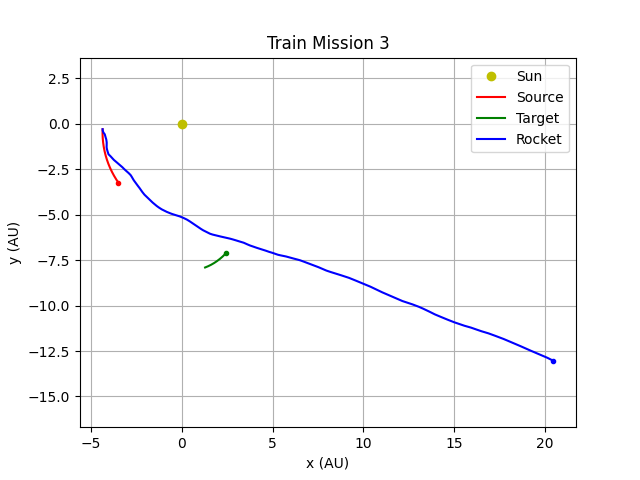 Train Mission 3
Sun
Source
Target
Rocket
2.5
0.0
−2.5
−5.0
−7.5
−10.0
−12.5
−15.0
y (AU)
−5
0
5
10
15
20
x (AU)